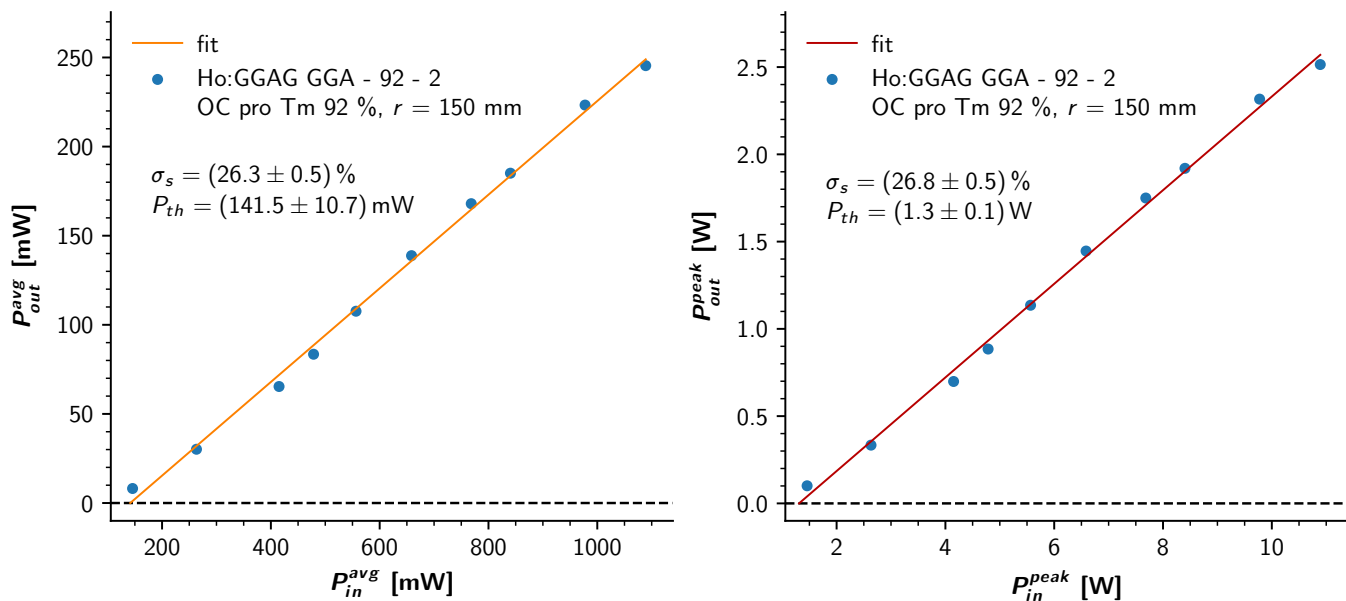 fit
Ho:GGAG GGA - 92 - 2
OC pro Tm 92 %, r = 150 mm
σ_s = (26.3 ± 0.5) %
P_th = (141.5 ± 10.7) mW
250
200
150
100
50
0
P_out^avg [mW]
200 400 600 800 1000
P_in^avg [mW]
fit
Ho:GGAG GGA - 92 - 2
OC pro Tm 92 %, r = 150 mm
σ_s = (26.8 ± 0.5) %
P_th = (1.3 ± 0.1) W
2.5
2.0
1.5
1.0
0.5
0.0
P_out^peak [W]
2 4 6 8 10
P_in^peak [W]